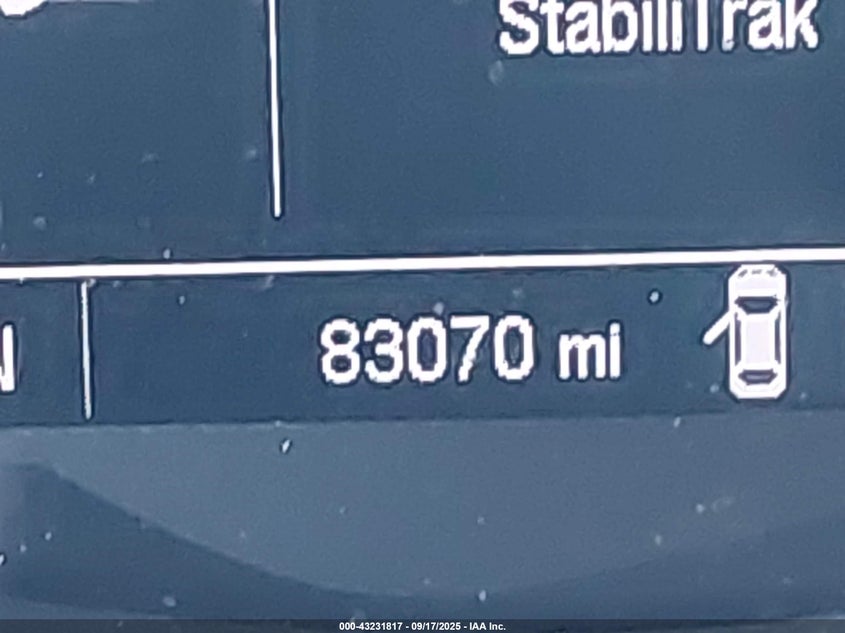 StabiliTrak
83070 mi
000-43231817 - 09/17/2025 - IAA Inc.